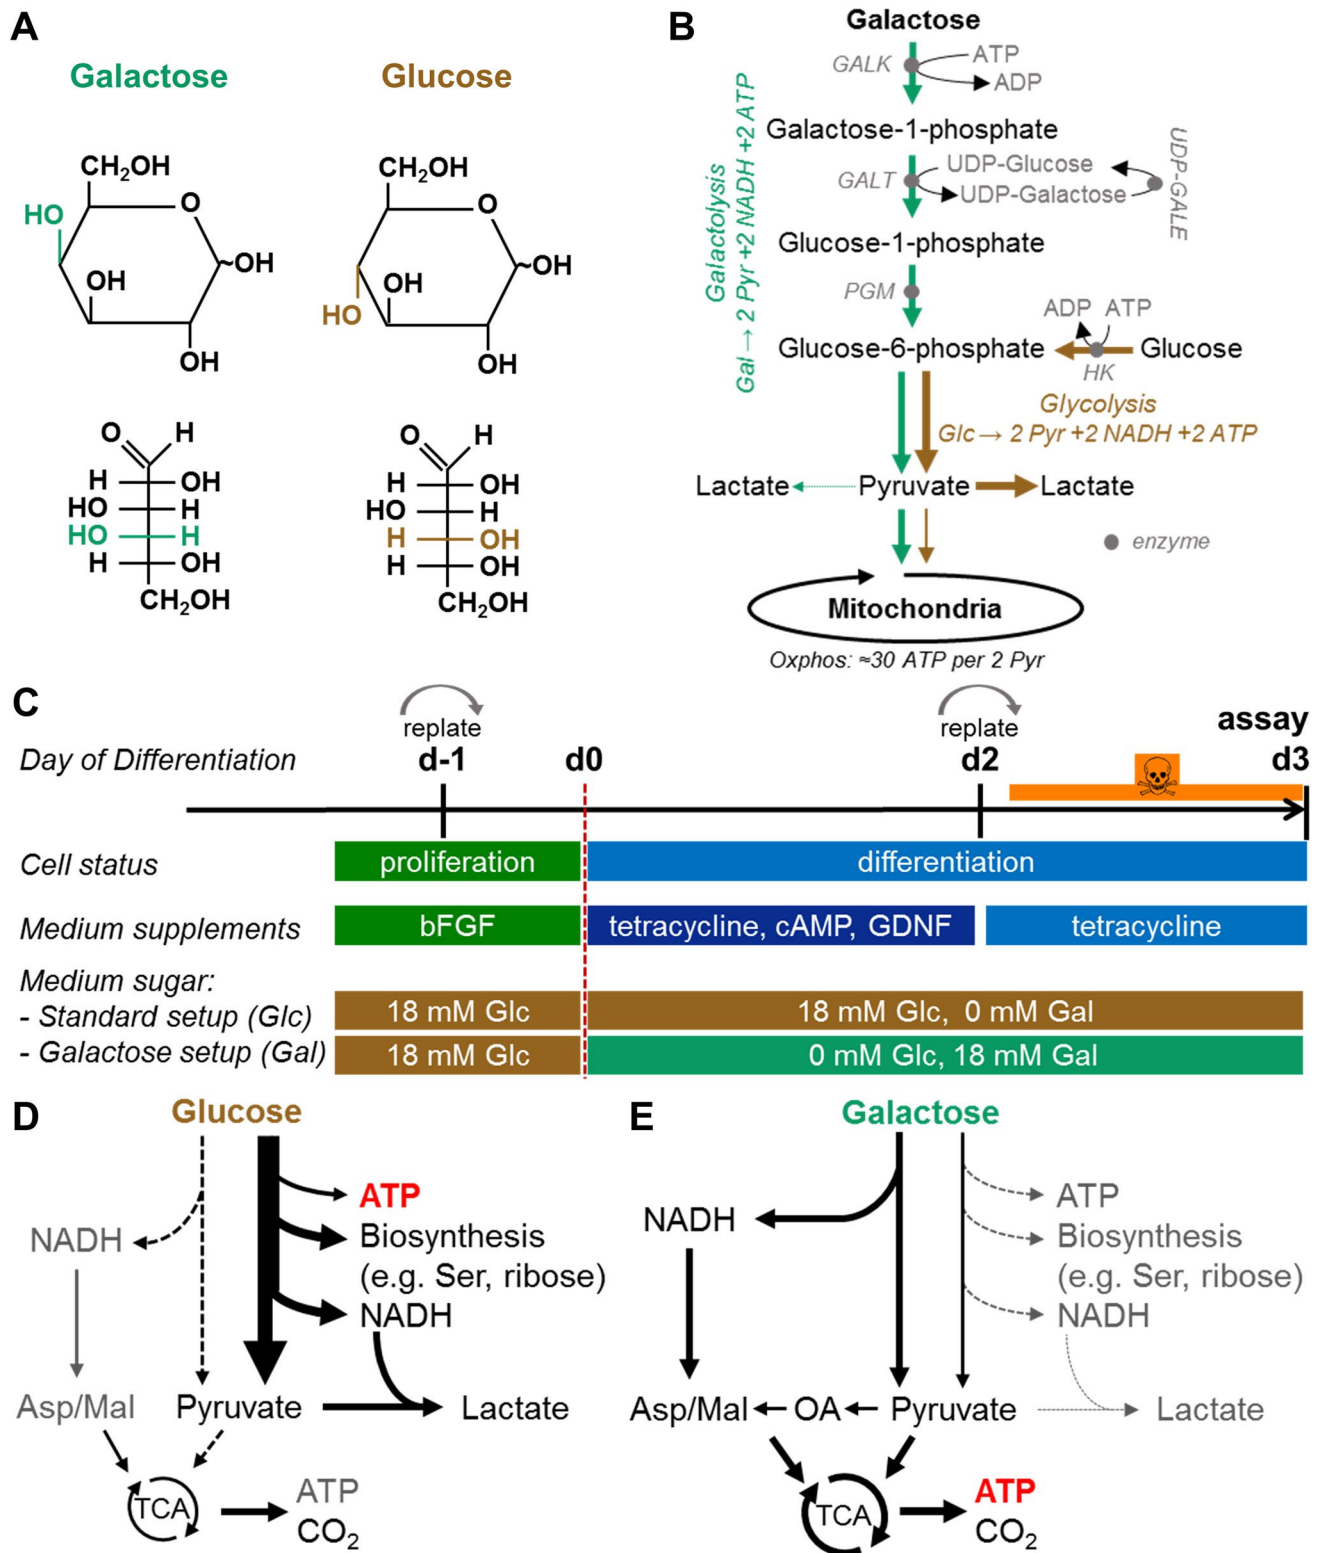 A
Galactose
Glucose
CH2OH
HO
O
OH
~OH
OH
CH2OH
O
OH
HO
~OH
OH
O
H
H
OH
HO
H
HO
H
H
OH
CH2OH
O
H
H
OH
HO
H
H
OH
H
OH
CH2OH
B
Galactose
GALK
ATP
ADP
Galactose-1-phosphate
GALT
UDP-Glucose
UDP-Galactose
UDP-GALE
Glucose-1-phosphate
PGM
ADP
ATP
Glucose-6-phosphate
Glucose
HK
Galactolysis
Gal → 2 Pyr +2 NADH +2 ATP
Glycolysis
Glc → 2 Pyr +2 NADH +2 ATP
Lactate
Pyruvate
Lactate
enzyme
Mitochondria
Oxphos: ≈30 ATP per 2 Pyr
C
replate
replate
assay
Day of Differentiation
d-1
d0
d2
d3
Cell status
proliferation
differentiation
Medium supplements
bFGF
tetracycline, cAMP, GDNF
tetracycline
Medium sugar:
- Standard setup (Glc)
18 mM Glc
18 mM Glc, 0 mM Gal
- Galactose setup (Gal)
18 mM Glc
0 mM Glc, 18 mM Gal
D
Glucose
ATP
NADH
Biosynthesis
(e.g. Ser, ribose)
NADH
Asp/Mal
Pyruvate
Lactate
TCA
ATP
CO2
E
Galactose
ATP
NADH
Biosynthesis
(e.g. Ser, ribose)
NADH
Asp/Mal
OA
Pyruvate
Lactate
TCA
ATP
CO2